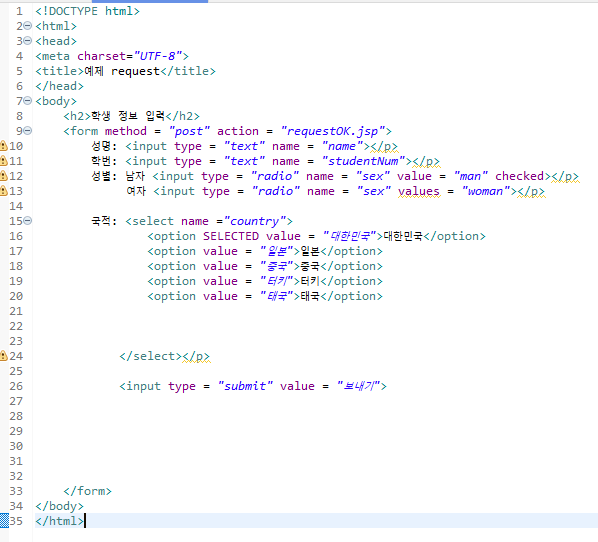 1 <!DOCTYPE html>
2 <html>
3 <head>
4 <meta charset="UTF-8">
5 <title>예제 request</title>
6 </head>
7 <body>
8 <h2>학생 정보 입력</h2>
9 <form method = "post" action = "requestOK.jsp">
10 성명: <input type = "text" name = "name"></p>
11 학번: <input type = "text" name = "studentNum"></p>
12 성별: 남자 <input type = "radio" name = "sex" value = "man" checked></p>
13 여자 <input type = "radio" name = "sex" values = "woman"></p>
14
15 국적: <select name ="country">
16 <option SELECTED value = "대한민국">대한민국</option>
17 <option value = "일본">일본</option>
18 <option value = "중국">중국</option>
19 <option value = "터키">터키</option>
20 <option value = "태국">태국</option>
21
22
23
24 </select></p>
25
26 <input type = "submit" value = "보내기">
27
28
29
30
31
32
33 </form>
34 </body>
35 </html>